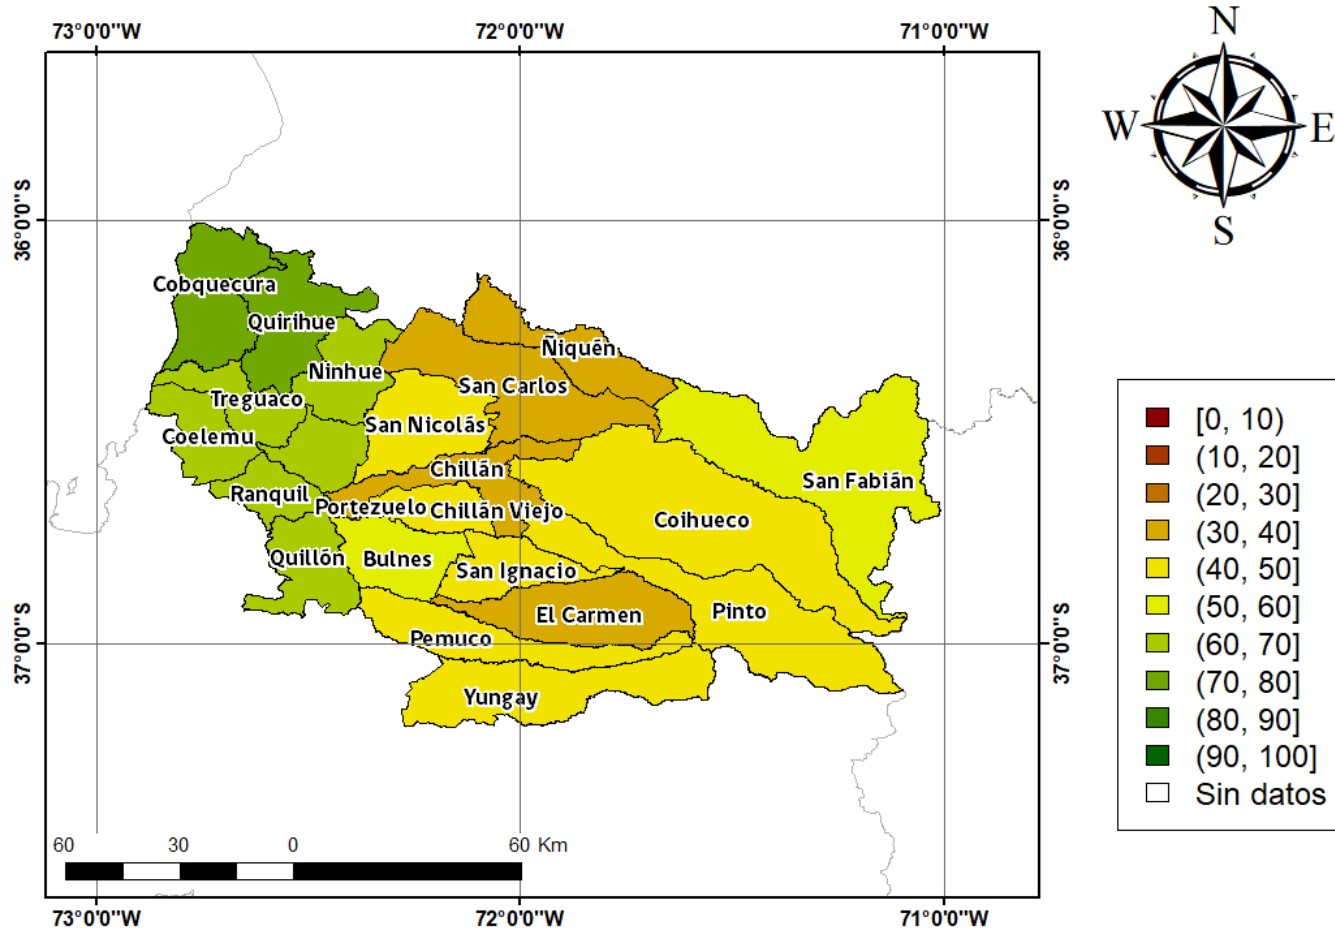 73°0'0"W 72°0'0"W 71°0'0"W
N
W E
S
36°0'0"S 36°0'0"S
Cobquecura
Quirihue
Ñiquén
Ninhue
San Carlos
Treguaco
San Nicolás
Coelemu
Chillán
San Fabián
Ranquil
Portezuelo
Chillán Viejo
Coihueco
Quillón
Bulnes
San Ignacio
El Carmen
Pinto
Pemuco
37°0'0"S 37°0'0"S
Yungay
[0, 10)
(10, 20]
(20, 30]
(30, 40]
(40, 50]
(50, 60]
(60, 70]
(70, 80]
(80, 90]
(90, 100]
Sin datos
60 30 0 60 Km
73°0'0"W 72°0'0"W 71°0'0"W